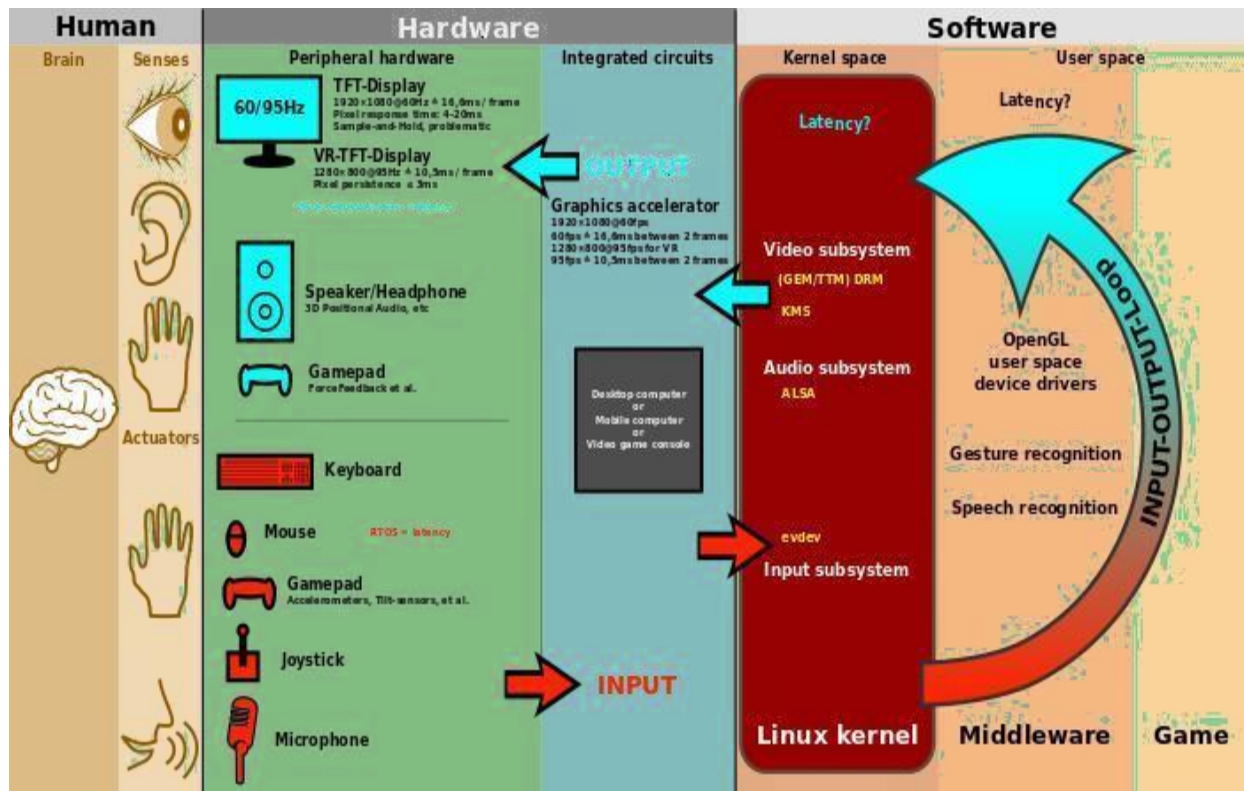 Human
Hardware
Software
Brain
Senses
Peripheral hardware
Integrated circuits
Kernel space
User space
60/95Hz
TFT-Display
1920×1080@60Hz ≙ 16,6ms / frame
Pixel response time: 4-20ms
Sample-and-Hold, problematic
VR-TFT-Display
1280×800@95Hz ≙ 10,5ms / frame
Pixel persistence ≤ 3ms
OUTPUT
Graphics accelerator
1920×1080@60fps
60fps ≙ 16,6ms between 2 frames
1280×800@95fps for VR
95fps ≙ 10,5ms between 2 frames
Latency?
Latency?
Video subsystem
(GEM/TTM) DRM
KMS
Audio subsystem
ALSA
OpenGL
user space
device drivers
INPUT-OUTPUT-LOOP
Speaker/Headphone
3D Positional Audio, etc
Gamepad
ForceFeedback et al.
Desktop computer
or
Mobile computer
or
Video game console
Actuators
Keyboard
Mouse
RTOS = latency
Gamepad
Accelerometers, Tilt-sensors, et al.
Joystick
Microphone
INPUT
Gesture recognition
Speech recognition
evdev
Input subsystem
Linux kernel
Middleware
Game